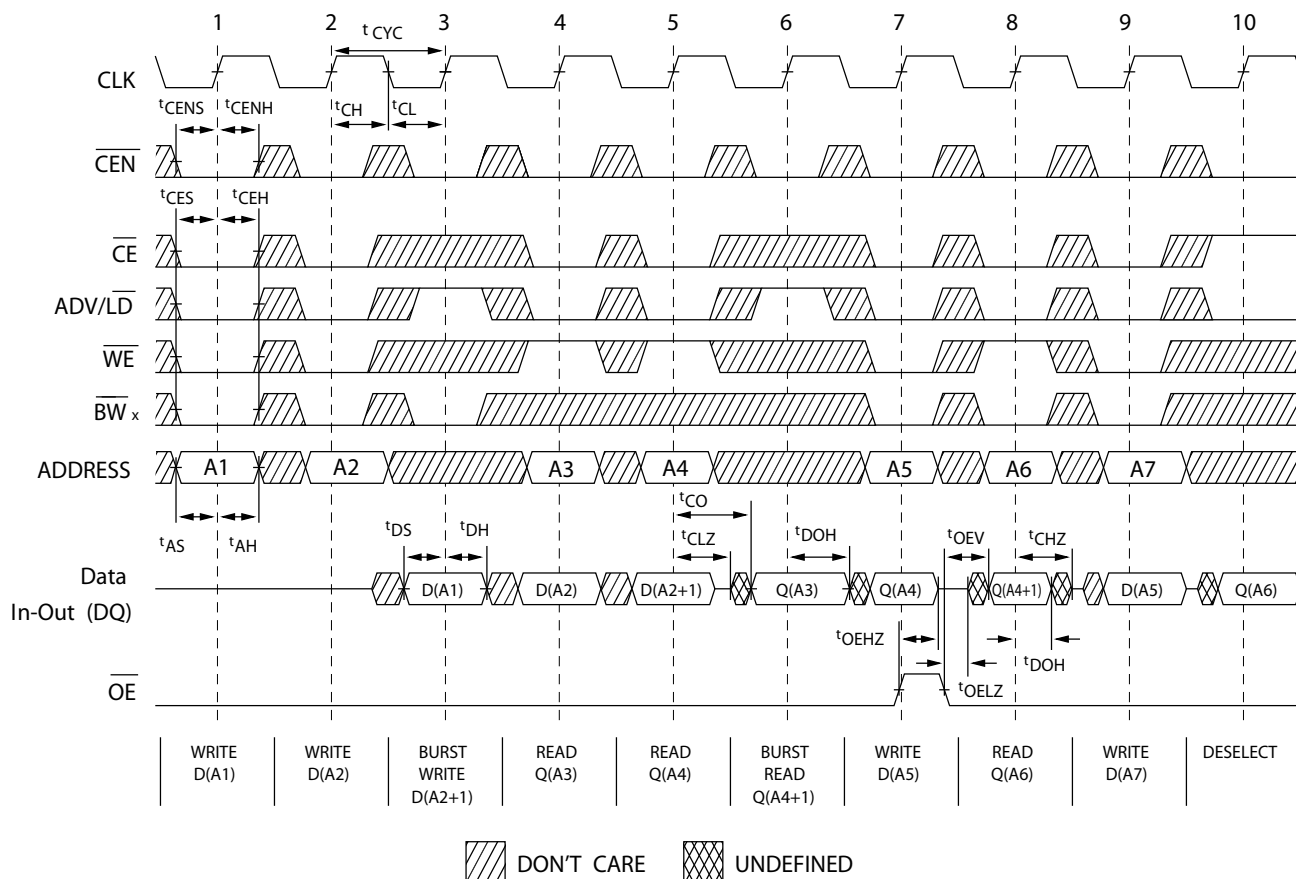 1 2 3 4 5 6 7 8 9 10
t CYC
CLK
tCENS tCENH tCH tCL
CEN
tCES tCEH
CE
ADV/LD
WE
BW x
ADDRESS A1 A2 A3 A4 A5 A6 A7
tAS tAH tDS tDH tCO tCLZ tDOH tOEV tCHZ
Data
In-Out (DQ)
D(A1) D(A2) D(A2+1) Q(A3) Q(A4) Q(A4+1) D(A5) Q(A6)
tOEHZ tDOH
tOELZ
OE
WRITE
D(A1)
WRITE
D(A2)
BURST
WRITE
D(A2+1)
READ
Q(A3)
READ
Q(A4)
BURST
READ
Q(A4+1)
WRITE
D(A5)
READ
Q(A6)
WRITE
D(A7)
DESELECT
DON'T CARE UNDEFINED